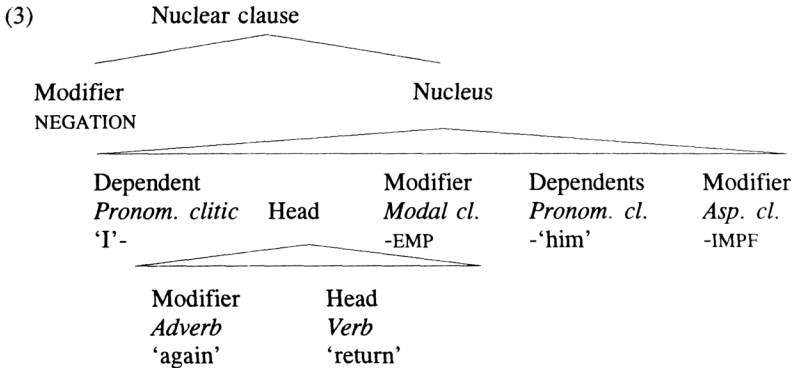 (3) Nuclear clause
Modifier Nucleus
NEGATION
Dependent Modifier Dependents Modifier
Pronom. clitic Head Modal cl. Pronom. cl. Asp. cl.
‘I’- -EMP -‘him’ -IMPF
Modifier Head
Adverb Verb
‘again’ ‘return’